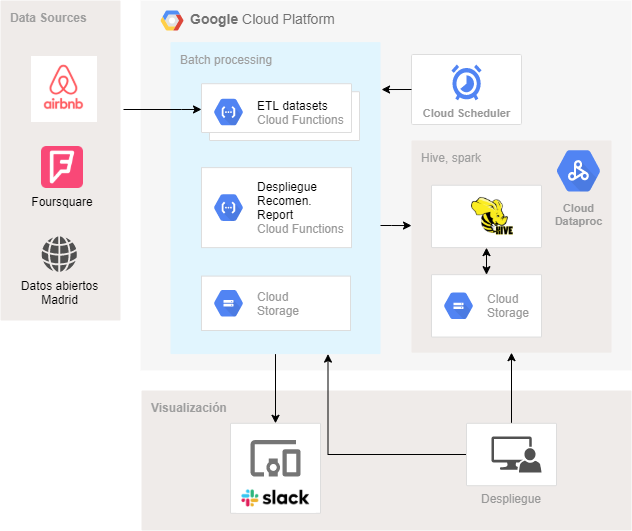 Data Sources
airbnb
Foursquare
Datos abiertos
Madrid
Google Cloud Platform
Batch processing
ETL datasets
Cloud Functions
Despliegue
Recomen.
Report
Cloud Functions
Cloud
Storage
Cloud Scheduler
Hive, spark
Cloud
Dataproc
HIVE
Cloud
Storage
Visualización
slack
Despliegue